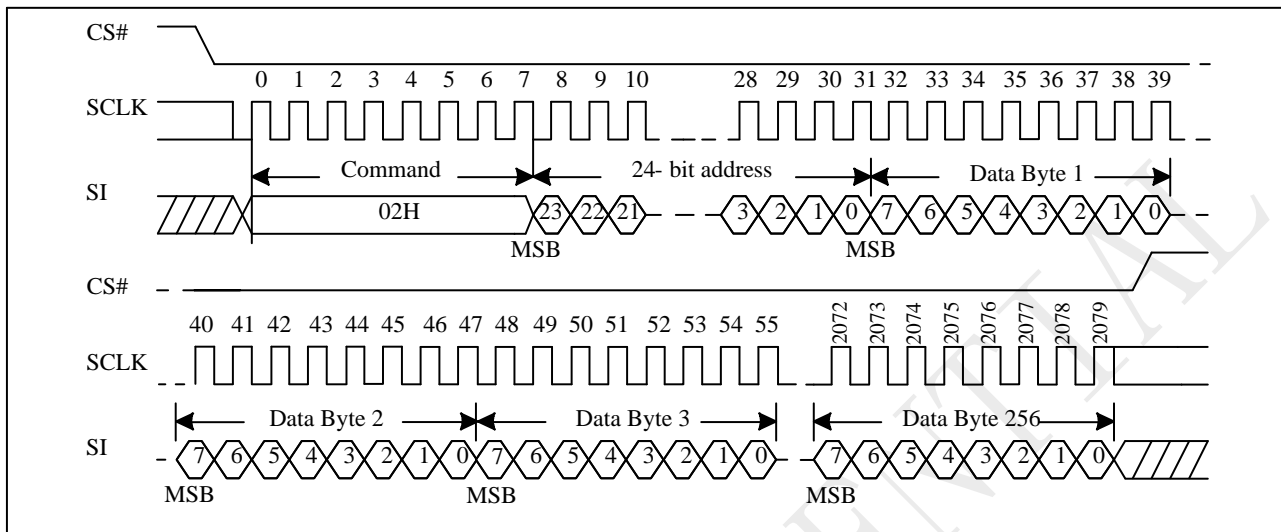 CS#
0 1 2 3 4 5 6 7 8 9 10 28 29 30 31 32 33 34 35 36 37 38 39
SCLK
Command 24- bit address Data Byte 1
SI
02H 23 22 21 3 2 1 0 7 6 5 4 3 2 1 0
MSB MSB
CS#
40 41 42 43 44 45 46 47 48 49 50 51 52 53 54 55 2072 2073 2074 2075 2076 2077 2078 2079
SCLK
Data Byte 2 Data Byte 3 Data Byte 256
SI
7 6 5 4 3 2 1 0 7 6 5 4 3 2 1 0 7 6 5 4 3 2 1 0
MSB MSB MSB
ENTIAL